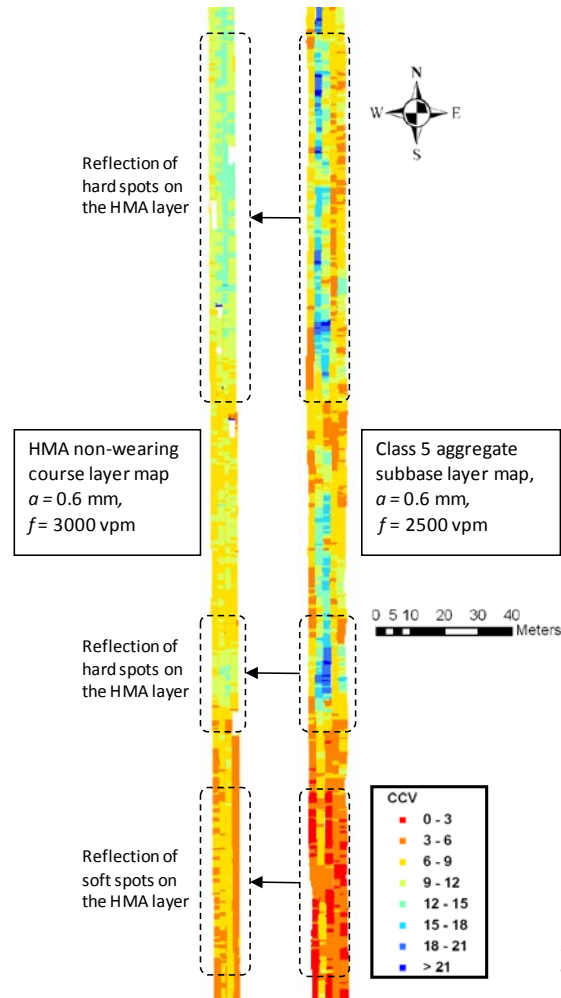 N
W E
S
Reflection of
hard spots on
the HMA layer
HMA non-wearing
course layer map
a = 0.6 mm,
f = 3000 vpm
Class 5 aggregate
subbase layer map,
a = 0.6 mm,
f = 2500 vpm
0 5 10 20 30 40
Meters
Reflection of
hard spots on
the HMA layer
Reflection of
soft spots on
the HMA layer
CCV
0 - 3
3 - 6
6 - 9
9 - 12
12 - 15
15 - 18
18 - 21
> 21